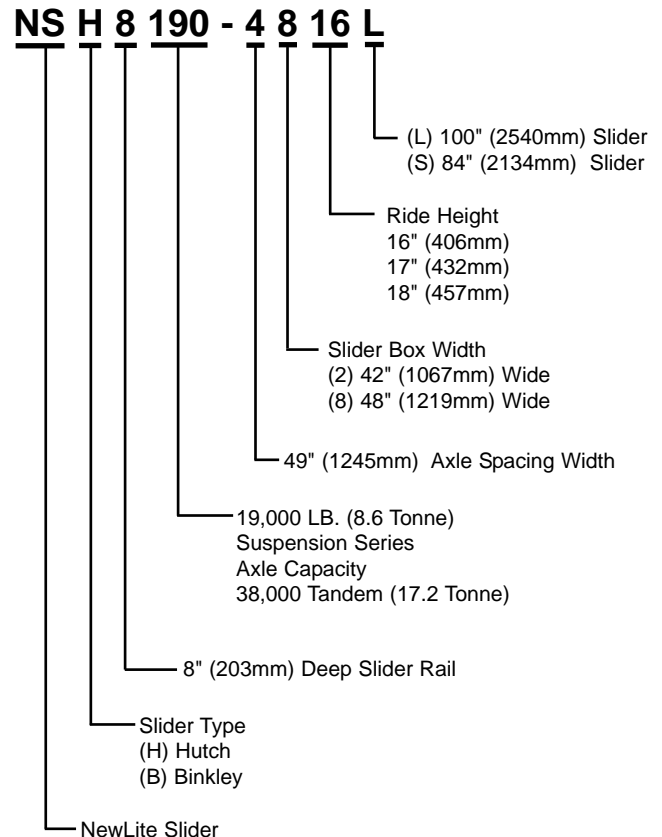 NS H 8 190 - 4 8 16 L
(L) 100" (2540mm) Slider
(S) 84" (2134mm) Slider
Ride Height
16" (406mm)
17" (432mm)
18" (457mm)
Slider Box Width
(2) 42" (1067mm) Wide
(8) 48" (1219mm) Wide
49" (1245mm) Axle Spacing Width
19,000 LB. (8.6 Tonne)
Suspension Series
Axle Capacity
38,000 Tandem (17.2 Tonne)
8" (203mm) Deep Slider Rail
Slider Type
(H) Hutch
(B) Binkley
NewLite Slider